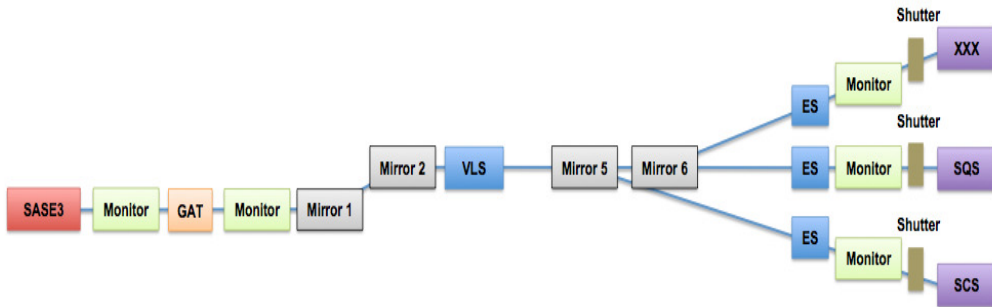 Shutter
XXX
Monitor
ES
Shutter
Mirror 2
VLS
Mirror 5
Mirror 6
ES
Monitor
SQS
SASE3
Monitor
GAT
Monitor
Mirror 1
Shutter
ES
Monitor
SCS